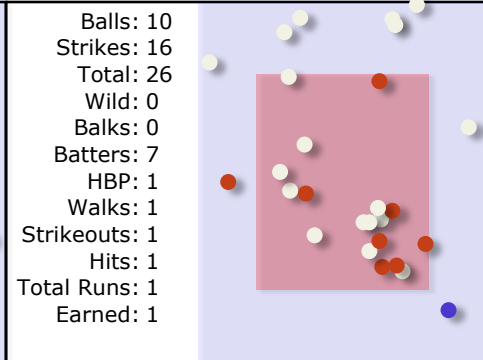 Balls: 10
Strikes: 16
Total: 26
Wild: 0
Balks: 0
Batters: 7
HBP: 1
Walks: 1
Strikeouts: 1
Hits: 1
Total Runs: 1
Earned: 1